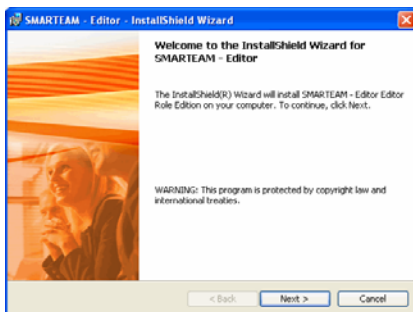 SMARTEAM - Editor - InstallShield Wizard
Welcome to the InstallShield Wizard for
SMARTEAM - Editor
The InstallShield(R) Wizard will install SMARTEAM - Editor Editor
Role Edition on your computer. To continue, click Next.
WARNING: This program is protected by copyright law and
international treaties.
< Back Next > Cancel